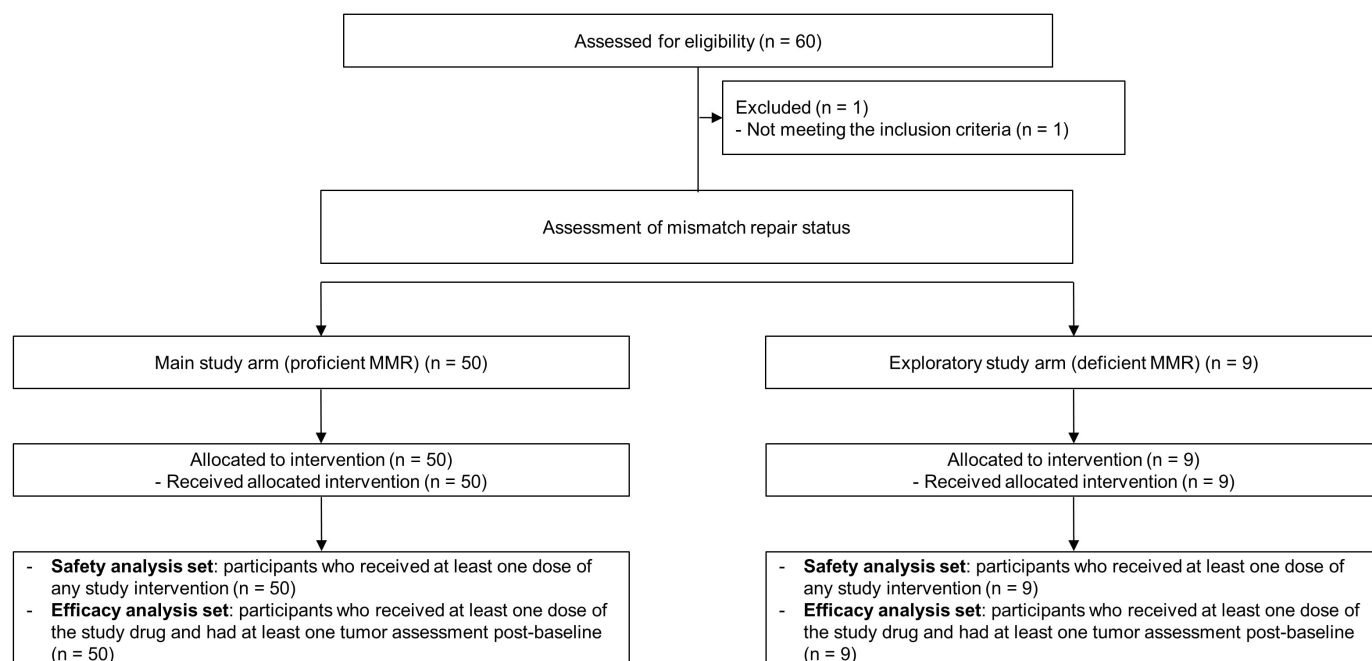 Assessed for eligibility (n = 60)
Excluded (n = 1)
- Not meeting the inclusion criteria (n = 1)
Assessment of mismatch repair status
Main study arm (proficient MMR) (n = 50)
Exploratory study arm (deficient MMR) (n = 9)
Allocated to intervention (n = 50)
- Received allocated intervention (n = 50)
Allocated to intervention (n = 9)
- Received allocated intervention (n = 9)
- Safety analysis set: participants who received at least one dose of
any study intervention (n = 50)
- Efficacy analysis set: participants who received at least one dose of
the study drug and had at least one tumor assessment post-baseline
(n = 50)
- Safety analysis set: participants who received at least one dose of
any study intervention (n = 9)
- Efficacy analysis set: participants who received at least one dose of
the study drug and had at least one tumor assessment post-baseline
(n = 9)